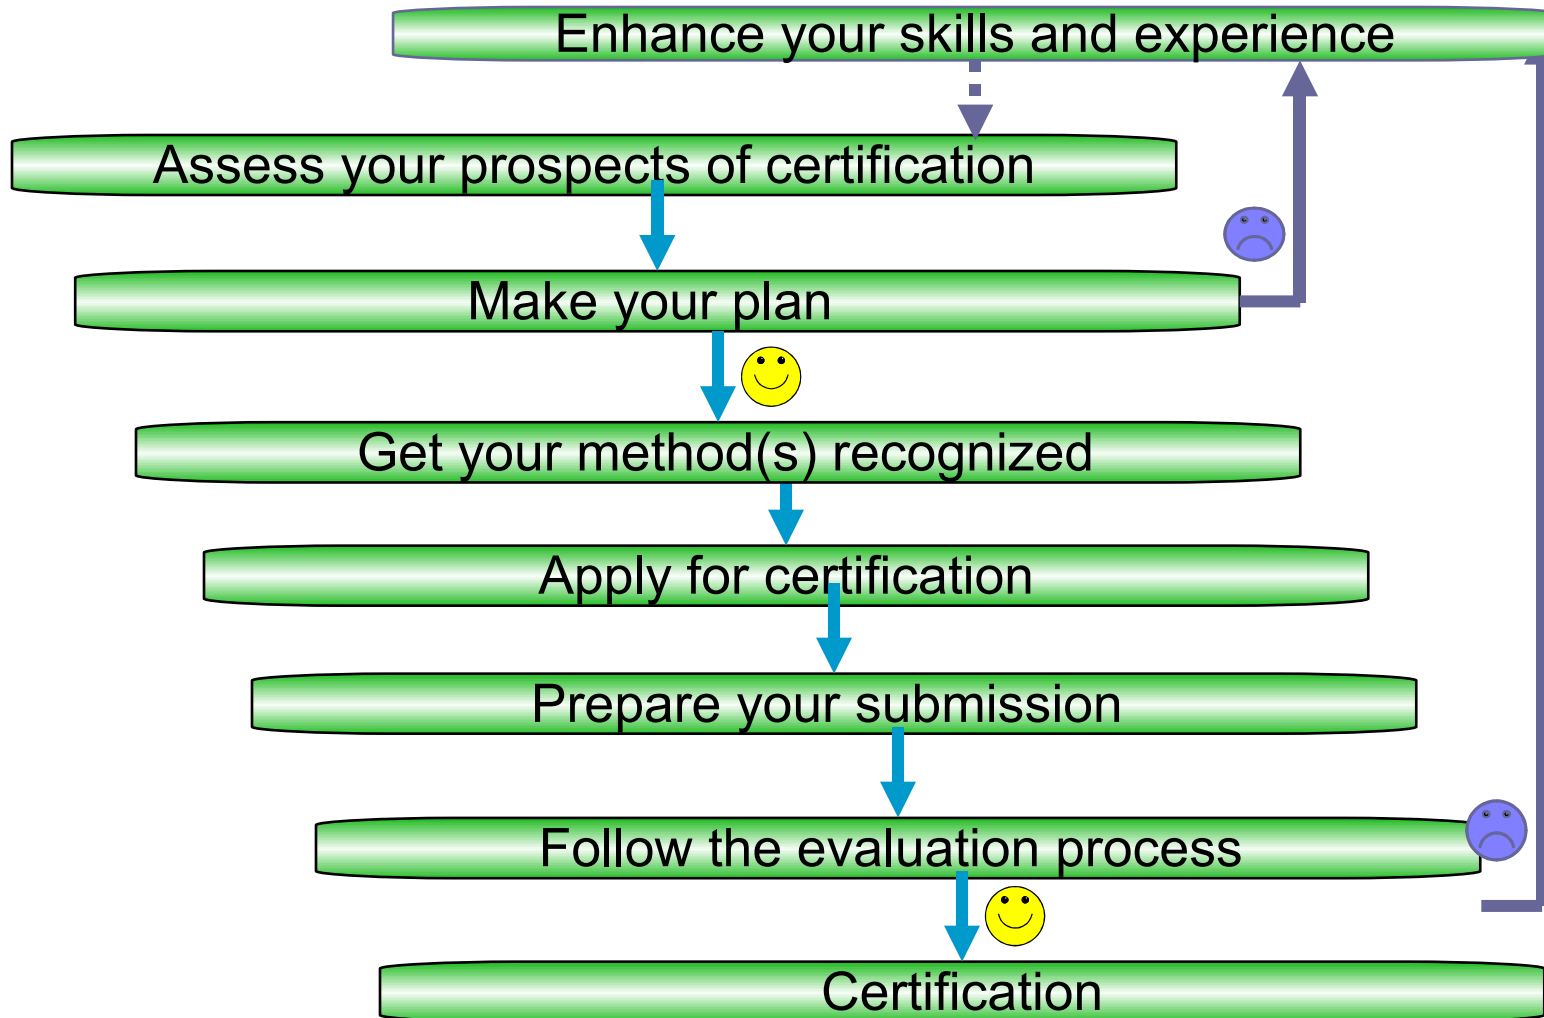 Enhance your skills and experience
Assess your prospects of certification
Make your plan
Get your method(s) recognized
Apply for certification
Prepare your submission
Follow the evaluation process
Certification